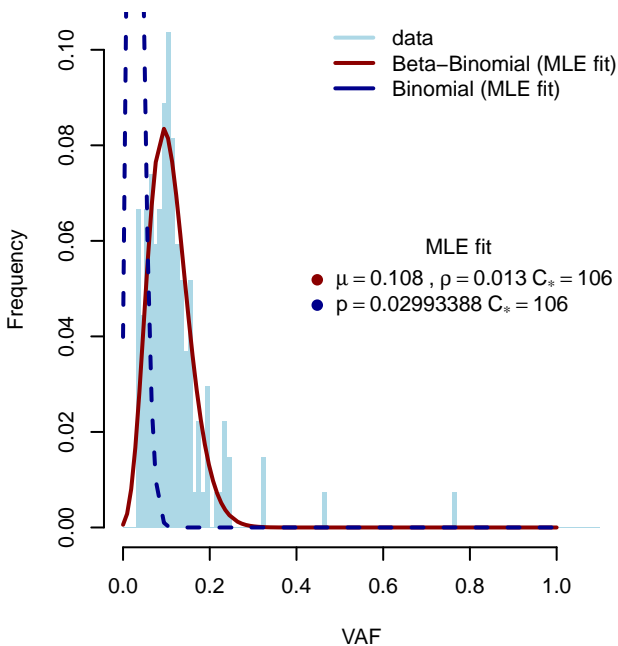 data
Beta−Binomial (MLE fit)
Binomial (MLE fit)
MLE fit
μ = 0.108 , ρ = 0.013 C* = 106
p = 0.02993388 C* = 106
Frequency
0.10
0.08
0.06
0.04
0.02
0.00
0.0 0.2 0.4 0.6 0.8 1.0
VAF